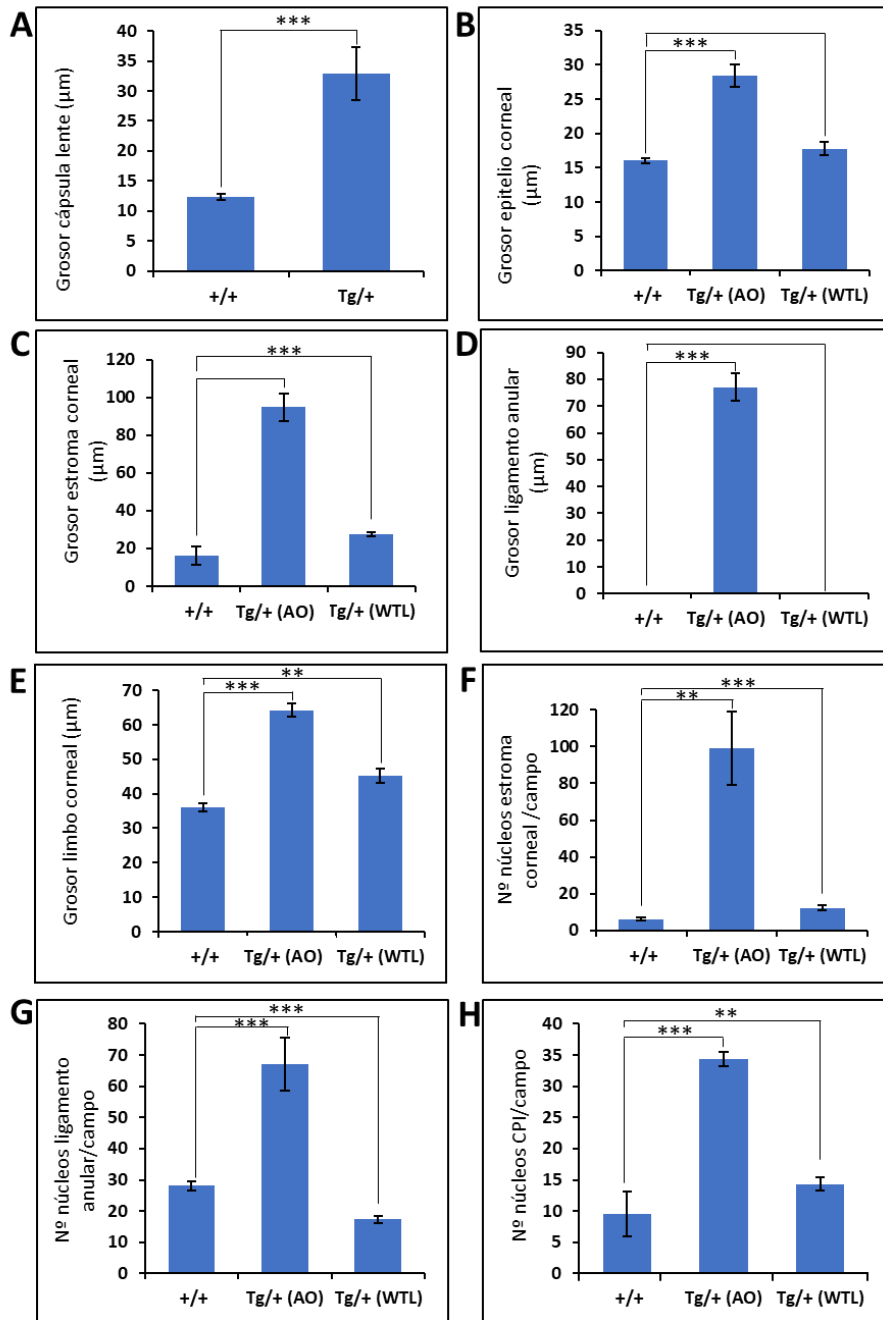 A
Grosor cápsula lente (µm)
40
35
30
25
20
15
10
5
0
***
+/+
Tg/+
B
Grosor epitelio corneal
(µm)
35
30
25
20
15
10
5
0
***
+/+
Tg/+ (AO)
Tg/+ (WTL)
C
Grosor estroma corneal
(µm)
120
100
80
60
40
20
0
***
+/+
Tg/+ (AO)
Tg/+ (WTL)
D
Grosor ligamento anular
(µm)
90
80
70
60
50
40
30
20
10
0
***
+/+
Tg/+ (AO)
Tg/+ (WTL)
E
Grosor limbo corneal (µm)
70
60
50
40
30
20
10
0
**
***
+/+
Tg/+ (AO)
Tg/+ (WTL)
F
Nº núcleos estroma
corneal /campo
120
100
80
60
40
20
0
***
**
+/+
Tg/+ (AO)
Tg/+ (WTL)
G
Nº núcleos ligamento
anular/campo
80
70
60
50
40
30
20
10
0
***
***
+/+
Tg/+ (AO)
Tg/+ (WTL)
H
Nº núcleos CPI/campo
40
35
30
25
20
15
10
5
0
**
***
+/+
Tg/+ (AO)
Tg/+ (WTL)